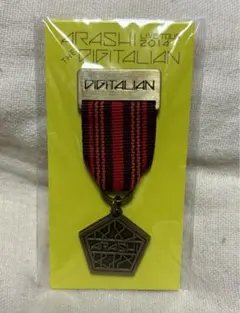 ARASHI LIVE TOUR
2014
THE DIGITALIAN
DIGITALIAN
ARASHI